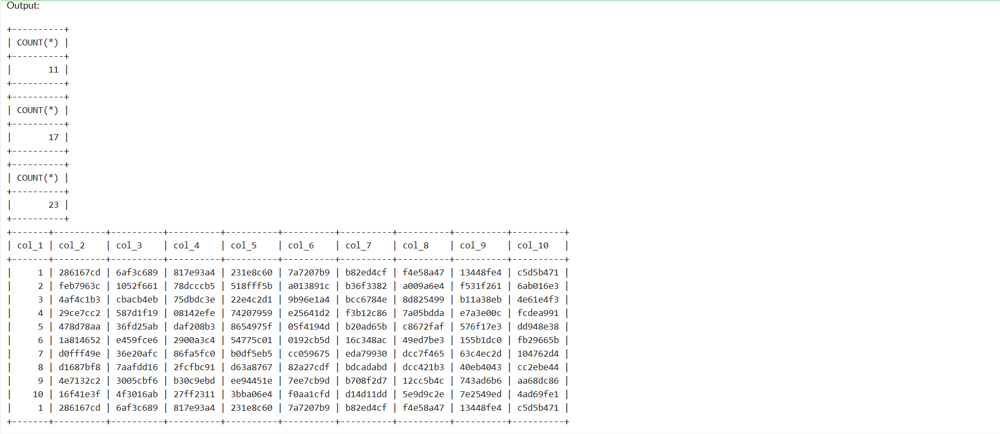 Output:
+----------+
| COUNT(*) |
+----------+
|       11 |
+----------+
+----------+
| COUNT(*) |
+----------+
|       17 |
+----------+
+----------+
| COUNT(*) |
+----------+
|       23 |
+----------+
+-------+----------+----------+----------+----------+----------+----------+----------+----------+----------+
| col_1 | col_2    | col_3    | col_4    | col_5    | col_6    | col_7    | col_8    | col_9    | col_10   |
+-------+----------+----------+----------+----------+----------+----------+----------+----------+----------+
|     1 | 286167cd | 6af3c689 | 817e93a4 | 231e8c60 | 7a7207b9 | b82ed4cf | f4e58a47 | 13448fe4 | c5d5b471 |
|     2 | feb7963c | 1052f661 | 78dcccb5 | 518fff5b | a013891c | b36f3382 | a009a6e4 | f531f261 | 6ab016e3 |
|     3 | 4af4c1b3 | cbacb4eb | 75dbdc3e | 22e4c2d1 | 9b96e1a4 | bcc6784e | 8d825499 | b11a38eb | 4e61e4f3 |
|     4 | 29ce7cc2 | 587d1f19 | 08142efe | 74207959 | e25641d2 | f3b12c86 | 7a05bdda | e7a3e00c | fcdea991 |
|     5 | 478d78aa | 36fd25ab | daf208b3 | 8654975f | 05f4194d | b20ad65b | c8672faf | 576f17e3 | dd948e38 |
|     6 | 1a814652 | e459fce6 | 2900a3c4 | 54775c01 | 0192cb5d | 16c348ac | 49ed7be3 | 155b1dc0 | fb29665b |
|     7 | d0fff49e | 36e20afc | 86fa5fc0 | b0df5eb5 | cc059675 | eda79930 | dcc7f465 | 63c4ec2d | 104762d4 |
|     8 | d1687bf8 | 7aafdd16 | 2fcfbc91 | d63a8767 | 82a27cdf | bdcadabd | dcc421b3 | 40eb4043 | cc2ebe44 |
|     9 | 4e7132c2 | 3005cbf6 | b30c9ebd | ee94451e | 7ee7cb9d | b708f2d7 | 12cc5b4c | 743ad6b6 | aa68dc86 |
|    10 | 16f41e3f | 4f3016ab | 27ff2311 | 3bba06e4 | f0aa1cfd | d14d11dd | 5e9d9c2e | 7e2549ed | 4ad69fe1 |
|     1 | 286167cd | 6af3c689 | 817e93a4 | 231e8c60 | 7a7207b9 | b82ed4cf | f4e58a47 | 13448fe4 | c5d5b471 |
+-------+----------+----------+----------+----------+----------+----------+----------+----------+----------+